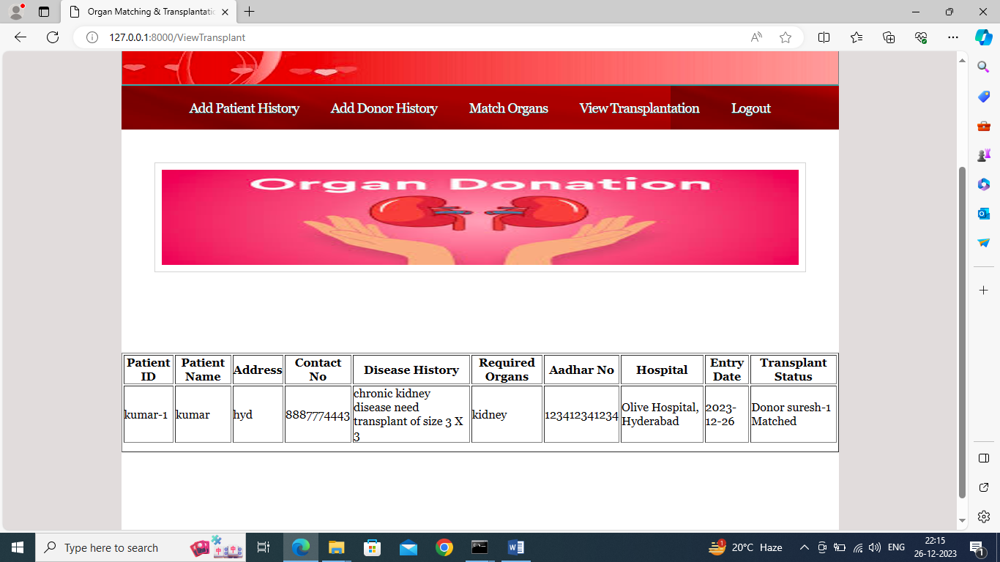 Organ Matching & Transplantatic
127.0.0.1:8000/ViewTransplant
Add Patient History Add Donor History Match Organs View Transplantation Logout
Organ Donation
Patient ID Patient Name Address Contact No Disease History Required Organs Aadhar No Hospital Entry Date Transplant Status
kumar-1 kumar hyd 8887774443 chronic kidney disease need transplant of size 3 X 3 kidney 123412341234 Olive Hospital, Hyderabad 2023-12-26 Donor suresh-1 Matched
Type here to search
1
20°C Haze
ENG
22:15
26-12-2023
1